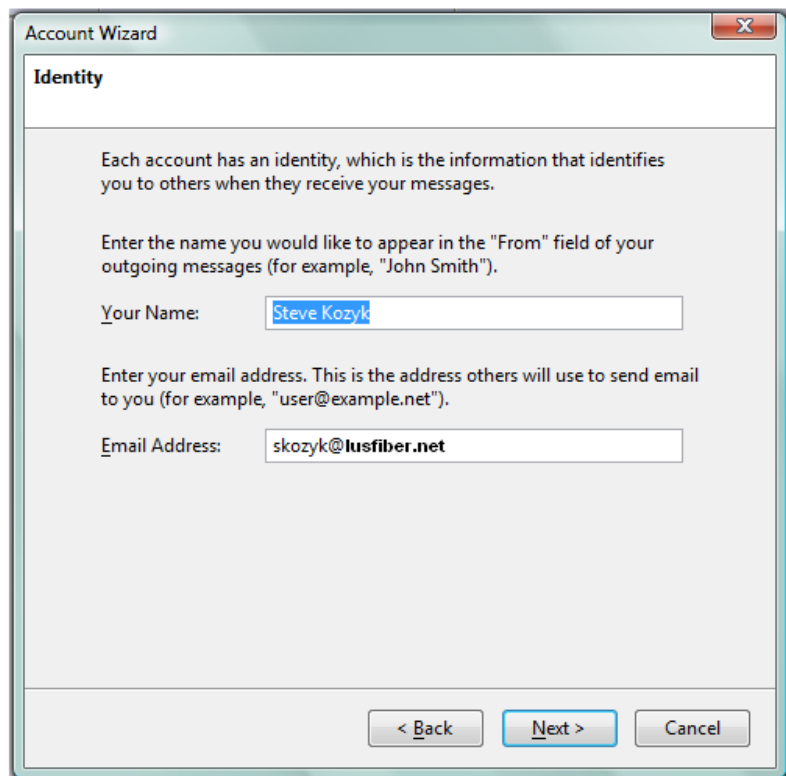 Account Wizard
Identity
Each account has an identity, which is the information that identifies
you to others when they receive your messages.
Enter the name you would like to appear in the "From" field of your
outgoing messages (for example, "John Smith").
Your Name: Steve Kozyk
Enter your email address. This is the address others will use to send email
to you (for example, "user@example.net").
Email Address: skozyk@lusfiber.net
< Back Next > Cancel